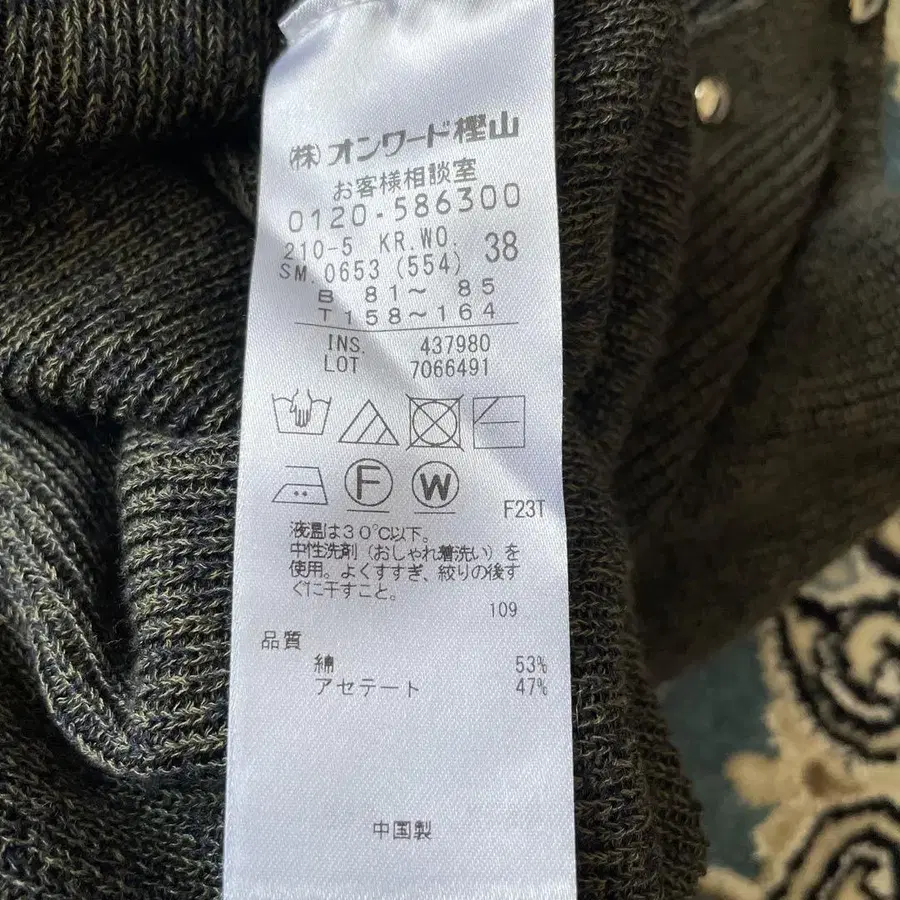 (株)オンワード樫山
お客様相談室
0120-586300
210-5 KR.WO. 38
SM.0653 (554)
B 81～ 85
T 158～164
INS. 437980
LOT 7066491
F W
F23T
液温は30℃以下。
中性洗剤（おしゃれ着洗い）を
使用。よくすすぎ、絞りの後す
ぐに干すこと。
109
品質
綿 53%
アセテート 47%
中国製